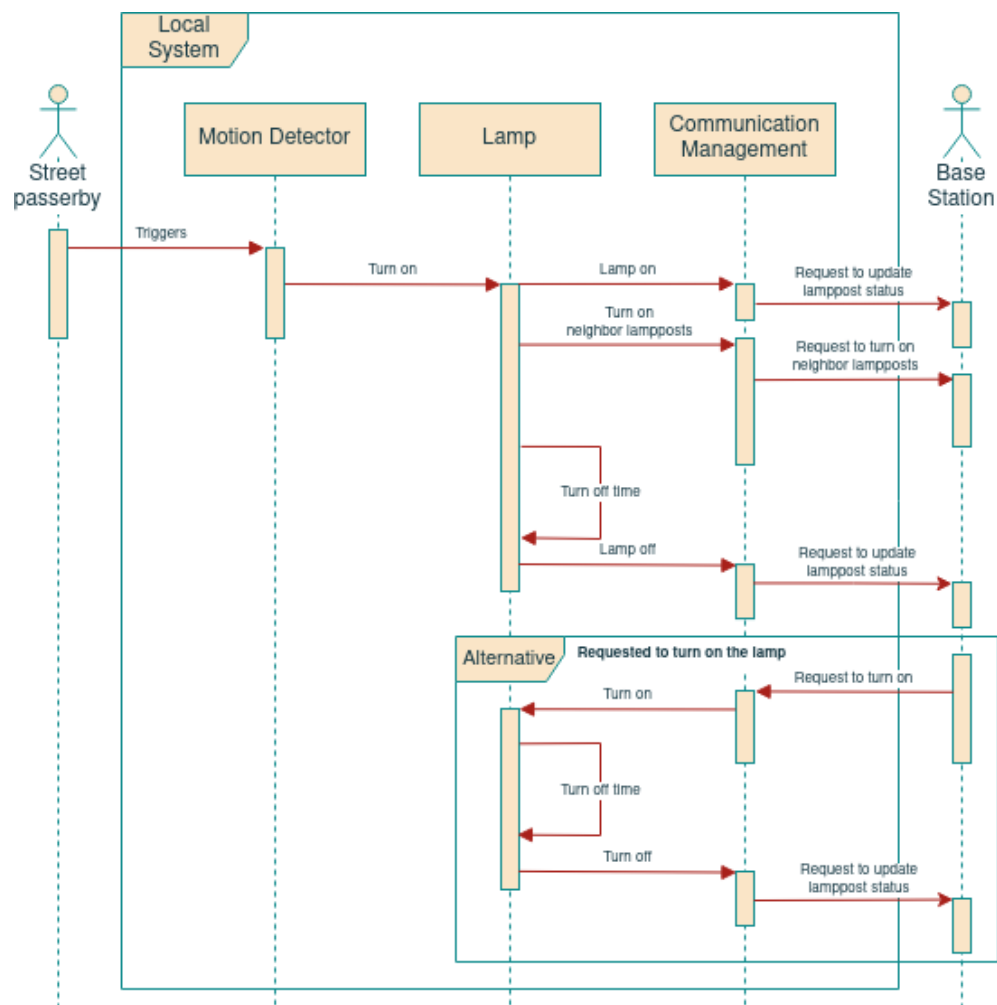 Local
System
Street
passerby
Motion Detector
Lamp
Communication
Management
Base
Station
Triggers
Turn on
Lamp on
Request to update
lamppost status
Turn on
neighbor lampposts
Request to turn on
neighbor lampposts
Turn off time
Lamp off
Request to update
lamppost status
Alternative
Requested to turn on the lamp
Request to turn on
Turn on
Turn off time
Turn off
Request to update
lamppost status